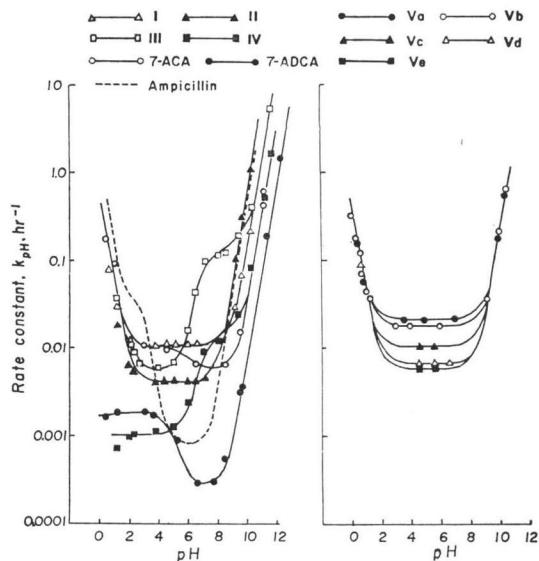 I II Va Vb
III IV Vc Vd
7-ACA 7-ADCA Ve
Ampicillin
10.0
1.0
0.1
0.01
0.001
0.0001
Rate constant, k_pH, hr⁻¹
0 2 4 6 8 10 12
pH
0 2 4 6 8 10 12
pH